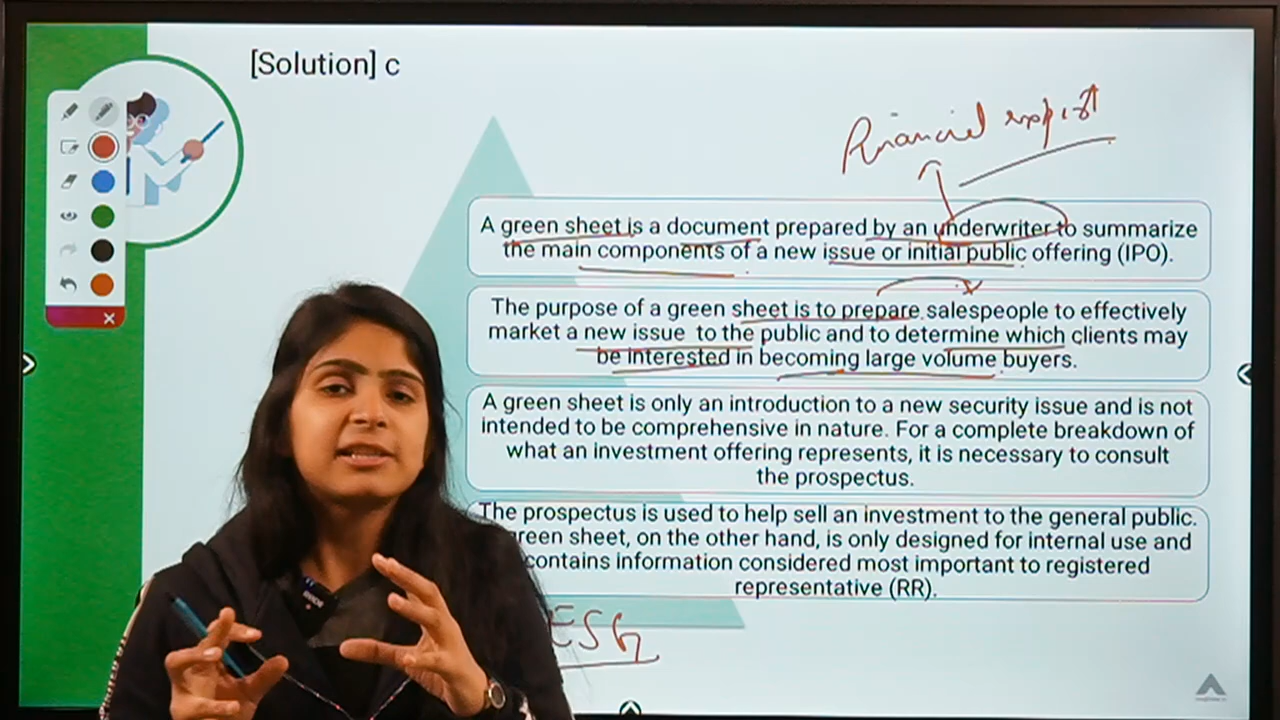 [Solution] c
Financial
A green sheet is a document prepared by an underwriter to summarize
the main components of a new issue or initial public offering (IPO).
The purpose of a green sheet is to prepare salespeople to effectively
market a new issue to the public and to determine which clients may
be interested in becoming large volume buyers.
A green sheet is only an introduction to a new security issue and is not
intended to be comprehensive in nature. For a complete breakdown of
what an investment offering represents, it is necessary to consult
the prospectus.
The prospectus is used to help sell an investment to the general public.
sheet, on the other hand, is only designed for internal use and
contains information considered most important to registered
representative (RR).
ESG